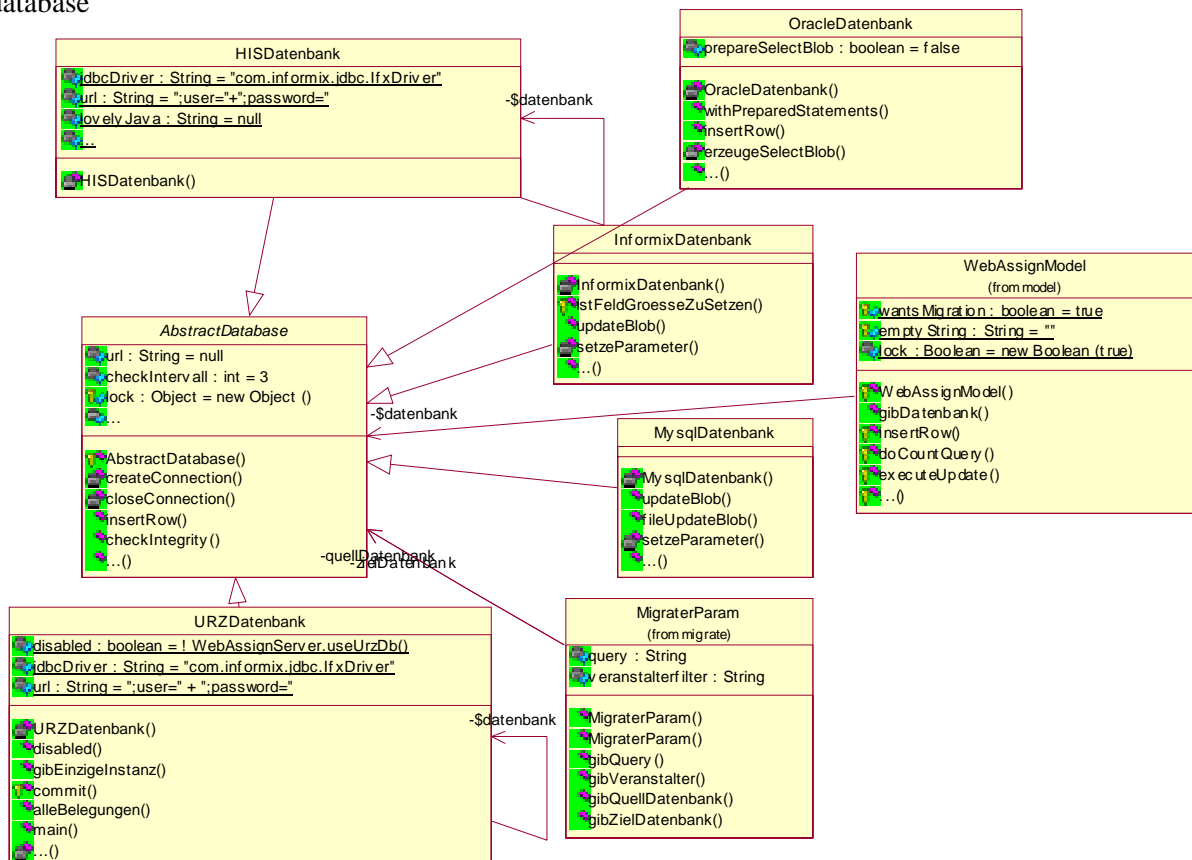 database
HISDatenbank
jdbcDriver : String = "com.informix.jdbc.IfxDriver"
url : String = ";user="+";password="
lovelyJava : String = null
...
HISDatenbank()
-$datenbank
OracleDatenbank
prepareSelectBlob : boolean = false
OracleDatenbank()
withPreparedStatements()
insertRow()
erzeugeSelectBlob()
...()
InformixDatenbank
InformixDatenbank()
istFeldGroesseZuSetzen()
updateBlob()
setzeParameter()
...()
WebAssignModel
(from model)
wantsMigration : boolean = true
emptyString : String = ""
lock : Boolean = new Boolean(true)
WebAssignModel()
gibDatenbank()
insertRow()
doCountQuery()
executeUpdate()
...()
AbstractDatabase
url : String = null
checkIntervall : int = 3
lock : Object = new Object ()
...
AbstractDatabase()
createConnection()
closeConnection()
insertRow()
checkIntegrity()
...()
-$datenbank
MysqlDatenbank
MysqlDatenbank()
updateBlob()
fileUpdateBlob()
setzeParameter()
...()
-quellDatenbank
-zielDatenbank
URZDatenbank
disabled : boolean = ! WebAssignServer.useUrzDb()
jdbcDriver : String = "com.informix.jdbc.IfxDriver"
url : String = ";user=" + ";password="
URZDatenbank()
disabled()
gibEinzigeInstanz()
commit()
alleBelegungen()
main()
...()
-$datenbank
MigraterParam
(from migrate)
query : String
veranstalterfilter : String
MigraterParam()
MigraterParam()
gibQuery()
gibVeranstalter()
gibQuellDatenbank()
gibZielDatenbank()